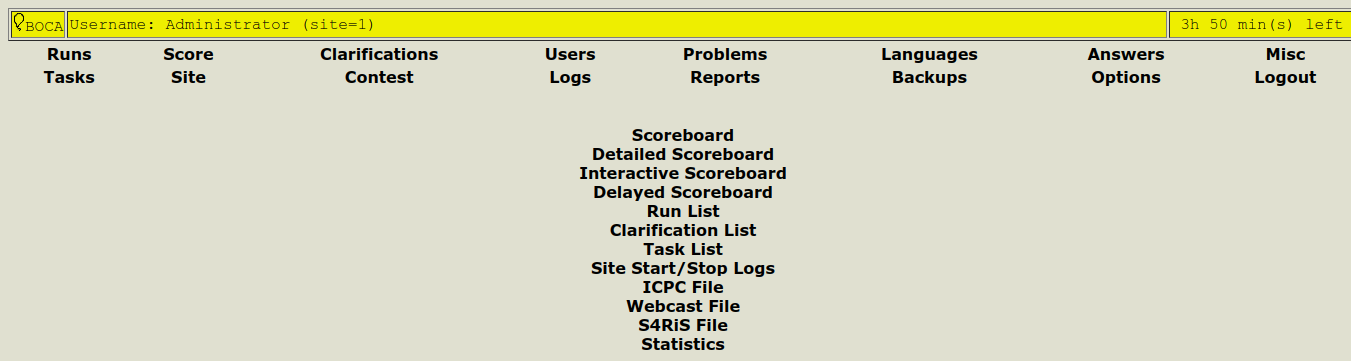 BOCA Username: Administrator (site=1) 3h 50 min(s) left
Runs Score Clarifications Users Problems Languages Answers Misc
Tasks Site Contest Logs Reports Backups Options Logout
Scoreboard
Detailed Scoreboard
Interactive Scoreboard
Delayed Scoreboard
Run List
Clarification List
Task List
Site Start/Stop Logs
ICPC File
Webcast File
S4RiS File
Statistics